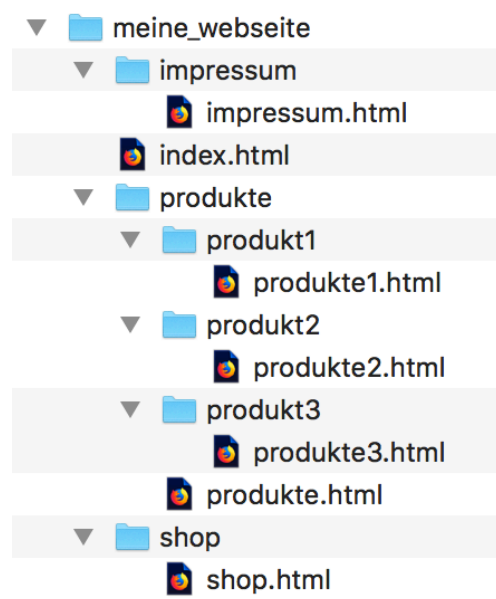 meine_webseite
impressum
impressum.html
index.html
produkte
produkt1
produkte1.html
produkt2
produkte2.html
produkt3
produkte3.html
produkte.html
shop
shop.html